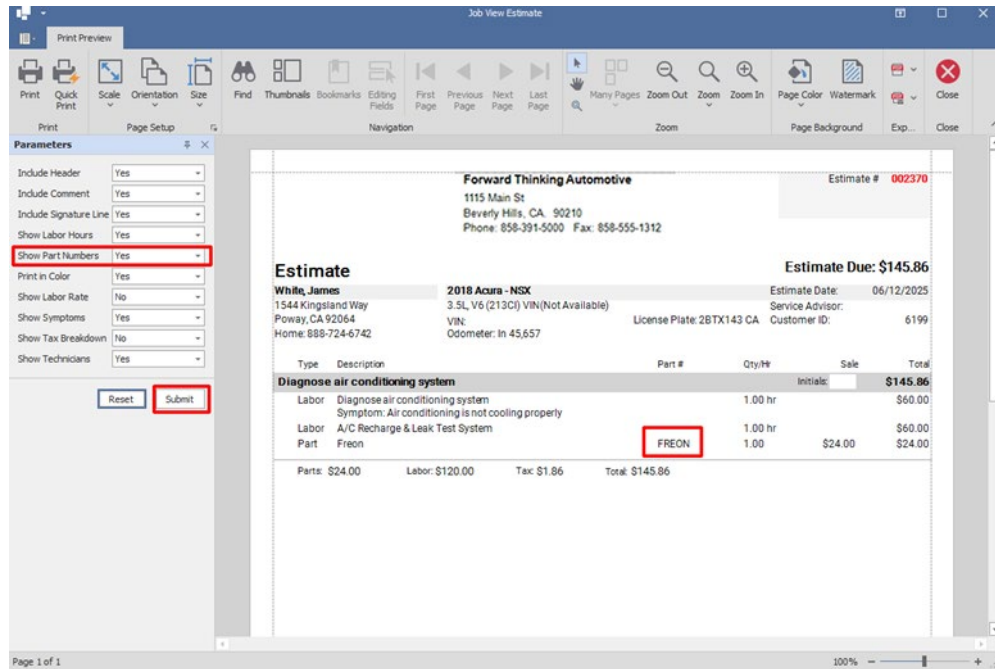 Job View Estimate
Print Preview
Print
Quick Print
Scale
Orientation
Size
Find
Thumbnails
Bookmarks
Editing Fields
First Page
Previous Page
Next Page
Last Page
Many Pages
Zoom Out
Zoom
Zoom In
Page Color
Watermark
Close
Print
Page Setup
Navigation
Zoom
Page Background
Exp...
Close
Parameters
Include Header Yes
Include Comment Yes
Include Signature Line Yes
Show Labor Hours Yes
Show Part Numbers Yes
Print in Color Yes
Show Labor Rate No
Show Symptoms Yes
Show Tax Breakdown No
Show Technicians Yes
Reset Submit
Forward Thinking Automotive
1115 Main St
Beverly Hills, CA. 90210
Phone: 858-391-5000 Fax: 858-555-1312
Estimate # 002370
Estimate
Estimate Due: $145.86
White, James 2018 Acura - NSX Estimate Date: 06/12/2025
1544 Kingsland Way 3.5L, V6 (213CI) VIN(Not Available) Service Advisor:
Poway, CA 92064 VIN: License Plate: 2BTX143 CA Customer ID: 6199
Home: 888-724-6742 Odometer: In 45,657
Type Description Part # Qty/Hr Sale Total
Diagnose air conditioning system Initials: $145.86
Labor Diagnose air conditioning system 1.00 hr $60.00
Symptom: Air conditioning is not cooling properly
Labor A/C Recharge & Leak Test System 1.00 hr $60.00
Part Freon FREON 1.00 $24.00 $24.00
Parts: $24.00 Labor: $120.00 Tax: $1.86 Total: $145.86
Page 1 of 1 100%